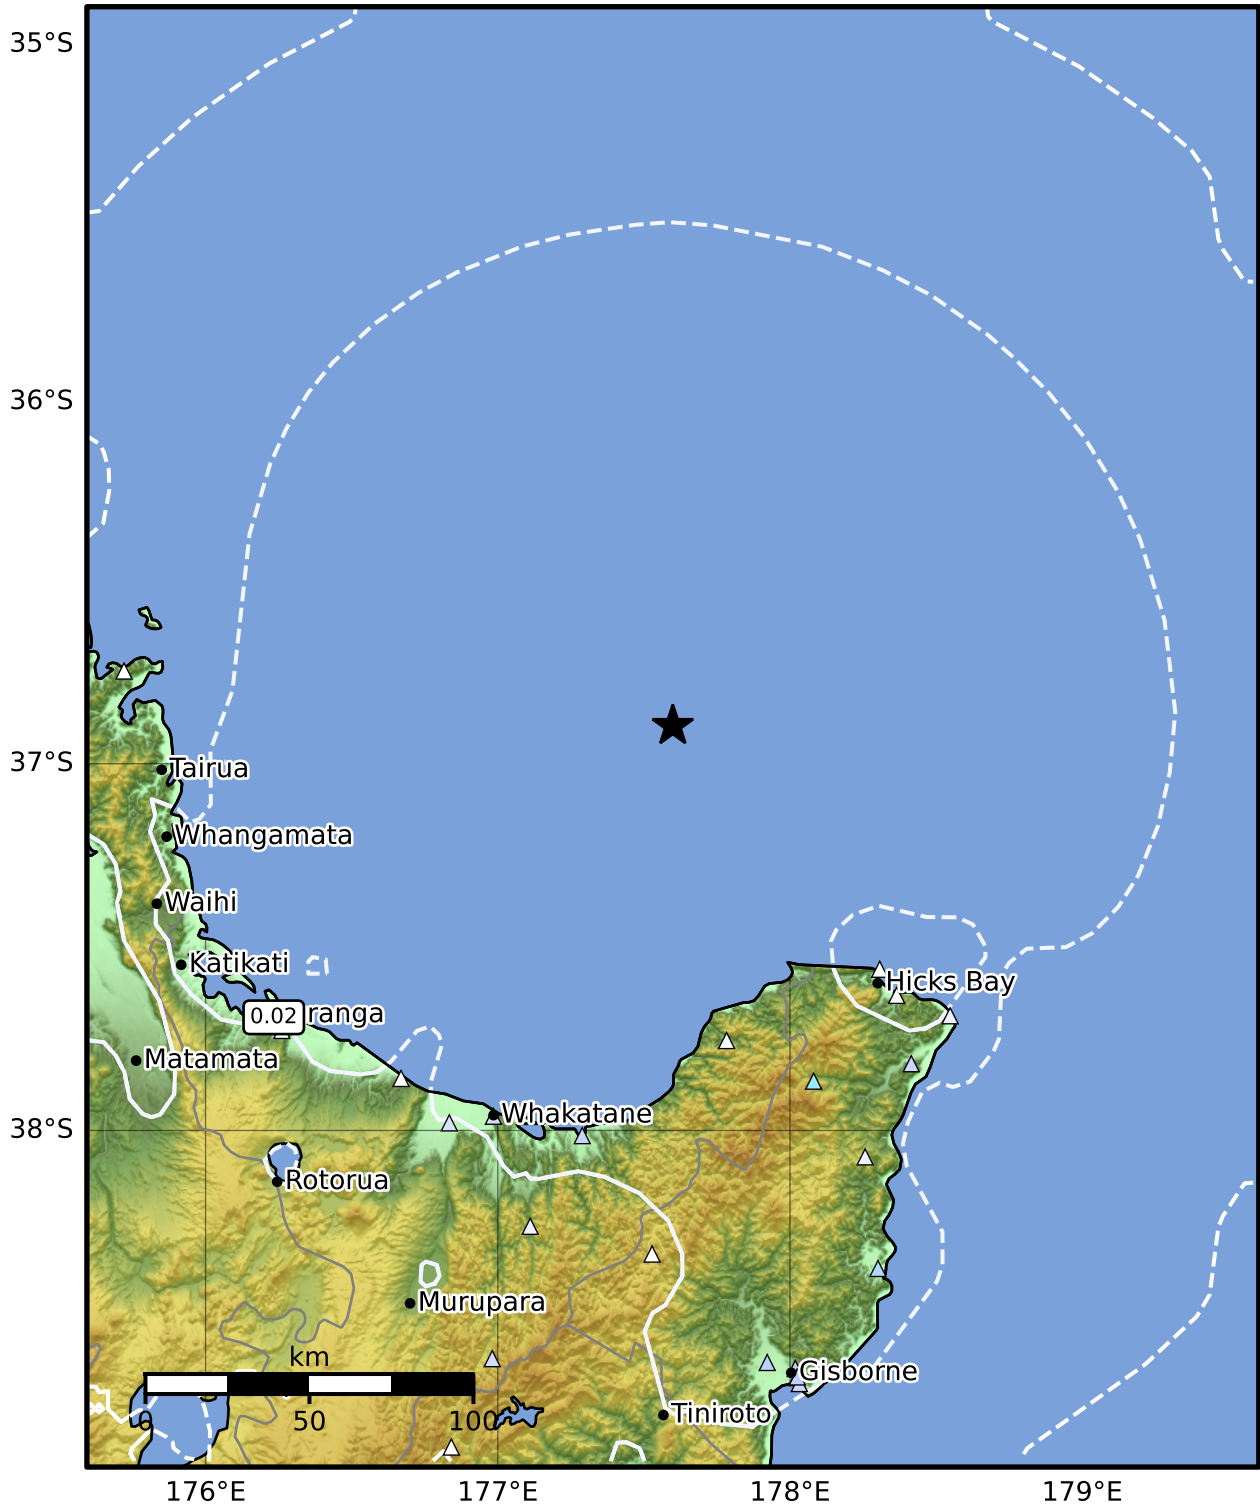 35°S
36°S
37°S
Tairua
Whangamata
Waihi
Katikati
Hicks Bay
0.02
ranga
Matamata
Whakatane
38°S
Rotorua
Murupara
km
Gisborne
Tiniroto
0
50
100
176°E
177°E
178°E
179°E